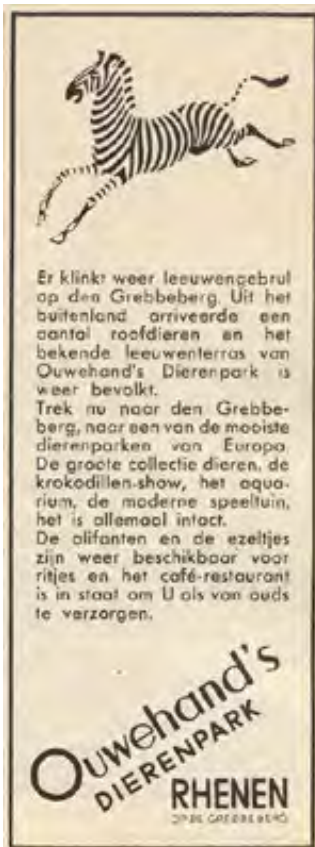 Er klinkt weer leeuwengebrul
op den Grebbeberg. Uit het
buitenland arriveerde een
aantal roofdieren en het
bekende leeuwenterras van
Ouwehand's Dierenpark is
weer bevolkt.
Trek nu naar den Grebbe-
berg, naar een van de mooiste
dierenparken van Europa
De groote collectie dieren, de
krokodillen-show, het aqua-
rium, de moderne speeltuin,
het is allemaal intact.
De olifanten en de ezeltjes
zijn weer beschikbaar voor
ritjes en het café-restaurant
is in staat om U als van ouds
te verzorgen.
Ouwehand's
DIERENPARK
RHENEN
OP DE GREBBEBERG